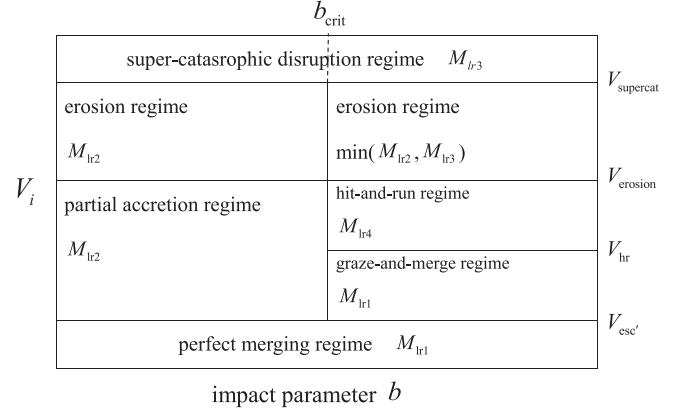 b_crit
super-catasrophic disruption regime M_lr3
V_supercat
erosion regime
M_lr2
erosion regime
min(M_lr2, M_lr3)
V_erosion
V_i
partial accretion regime
M_lr2
hit-and-run regime
M_lr4
V_hr
graze-and-merge regime
M_lr1
V_esc′
perfect merging regime M_lr1
impact parameter b